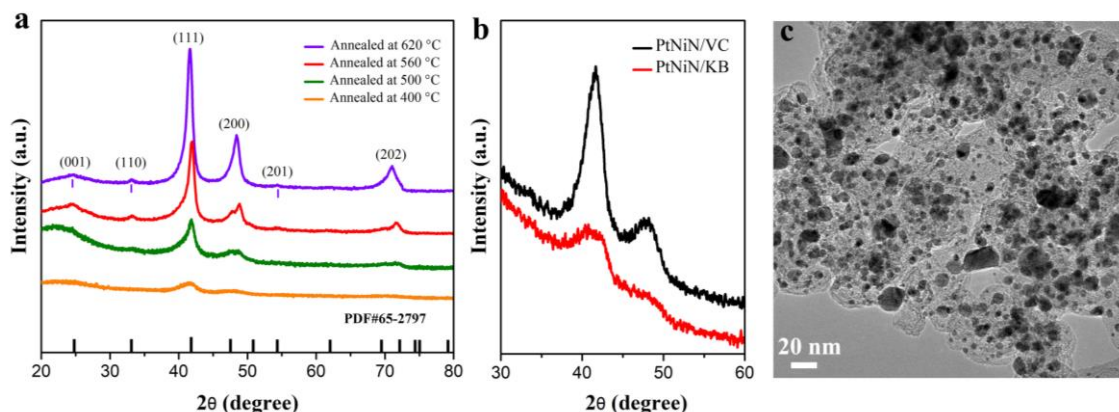 a
Intensity (a.u.)
(001)
(110)
(111)
(200)
(201)
(202)
Annealed at 620 °C
Annealed at 560 °C
Annealed at 500 °C
Annealed at 400 °C
PDF#65-2797
20 30 40 50 60 70 80
2θ (degree)
b
Intensity (a.u.)
PtNiN/VC
PtNiN/KB
30 40 50 60
2θ (degree)
c
20 nm